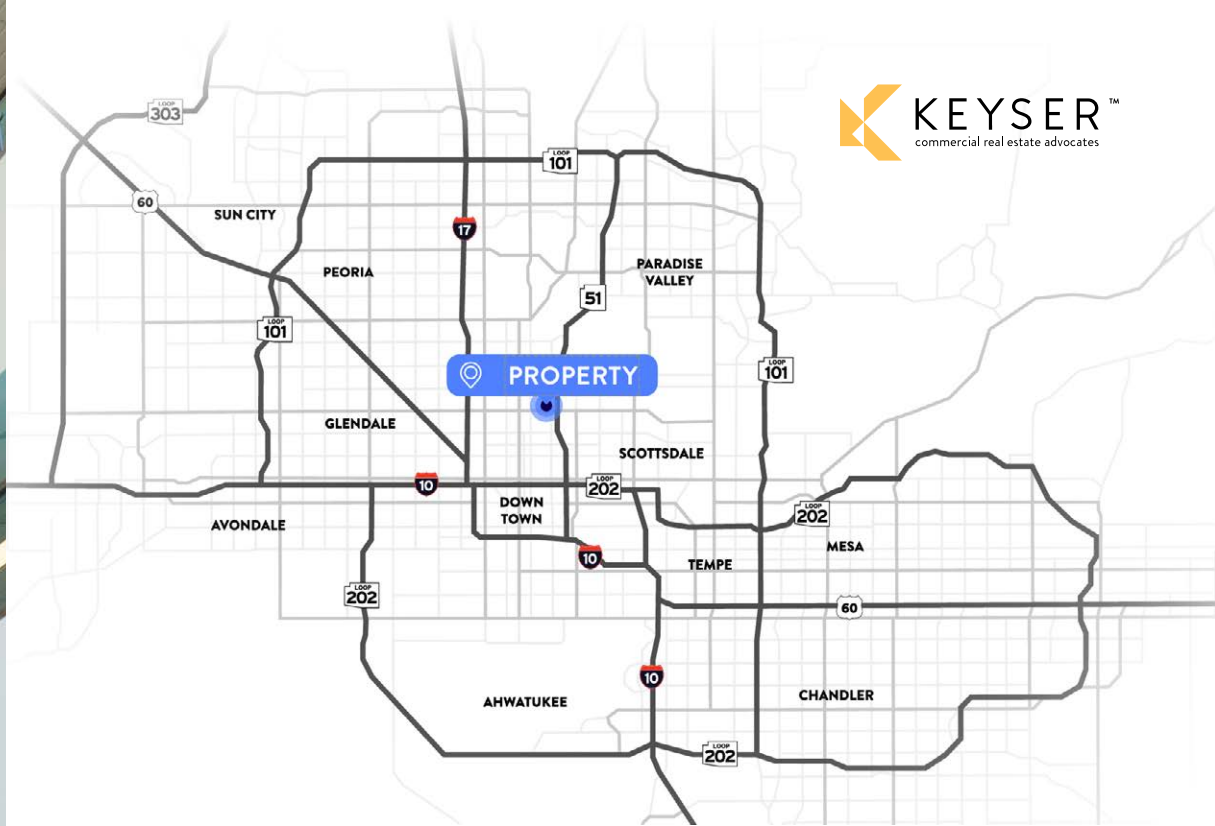 KEYSER™
commercial real estate advocates
LOOP
303
LOOP
101
60
SUN CITY
17
PEORIA
PARADISE
VALLEY
51
LOOP
101
LOOP
101
PROPERTY
GLENDALE
SCOTTSDALE
10
LOOP
202
DOWN
TOWN
LOOP
202
AVONDALE
10
MESA
TEMPE
LOOP
202
60
10
CHANDLER
AHWATUKEE
LOOP
202